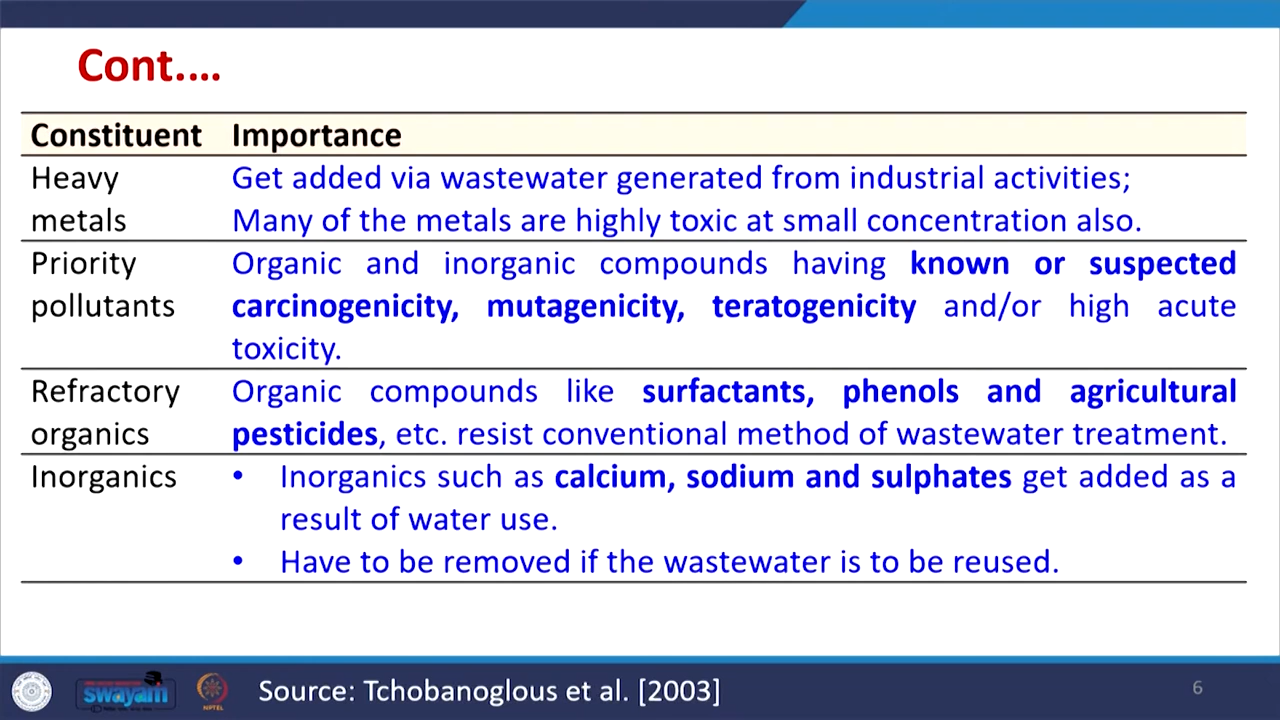 Cont....
Constituent Importance
Heavy metals
Get added via wastewater generated from industrial activities;
Many of the metals are highly toxic at small concentration also.
Priority pollutants
Organic and inorganic compounds having known or suspected
carcinogenicity, mutagenicity, teratogenicity and/or high acute
toxicity.
Refractory organics
Organic compounds like surfactants, phenols and agricultural
pesticides, etc. resist conventional method of wastewater treatment.
Inorganics
• Inorganics such as calcium, sodium and sulphates get added as a
result of water use.
• Have to be removed if the wastewater is to be reused.
swayam
NPTEL
Source: Tchobanoglous et al. [2003]
6